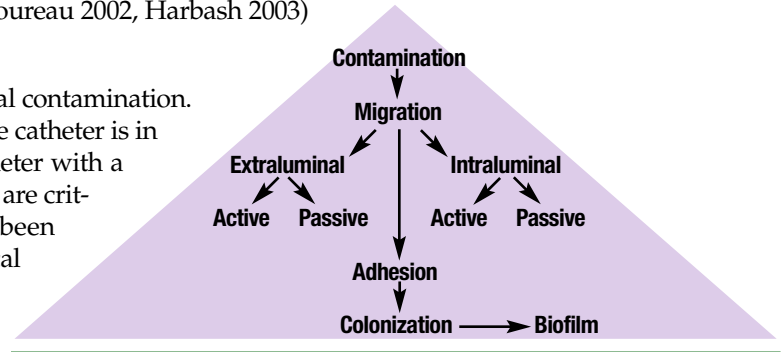 oureau 2002, Harbash 2003)
al contamination.
e catheter is in
eter with a
are crit-
been
al
Contamination
Migration
Extraluminal Intraluminal
Active Passive Active Passive
Adhesion
Colonization Biofilm